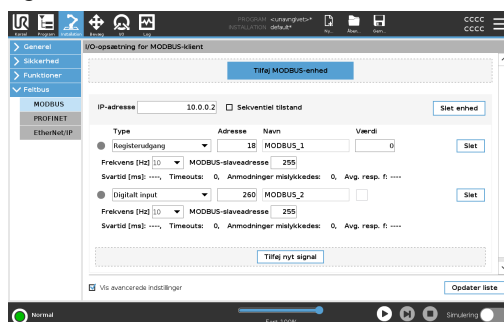 PROGRAM <unavngivet>*
INSTALLATION default*
Kørsel Program Installation Bevæg I/O Log Ny... Åben... Gem...
cccc
cccc
General
Sikkerhed
Funktioner
Feltbus
MODBUS
PROFINET
EtherNet/IP
I/O-opsætning for MODBUS-klient
Tilføj MODBUS-enhed
IP-adresse 10.0.0.2 Sekventiel tilstand Slet enhed
Type Adresse Navn Værdi
Registerudgang 18 MODBUS_1 0 Slet
Frekvens [Hz] 10 MODBUS-slaveadresse 255
Svartid [ms]: ----, Timeouts: 0, Anmodninger mislykkedes: 0, Avg. resp. f: ----
Digitalt input 260 MODBUS_2 Slet
Frekvens [Hz] 10 MODBUS-slaveadresse 255
Svartid [ms]: ----, Timeouts: 0, Anmodninger mislykkedes: 0, Avg. resp. f: ----
Tilføj nyt signal
Vis avancerede indstillinger Opdater liste
Normal
Simulering